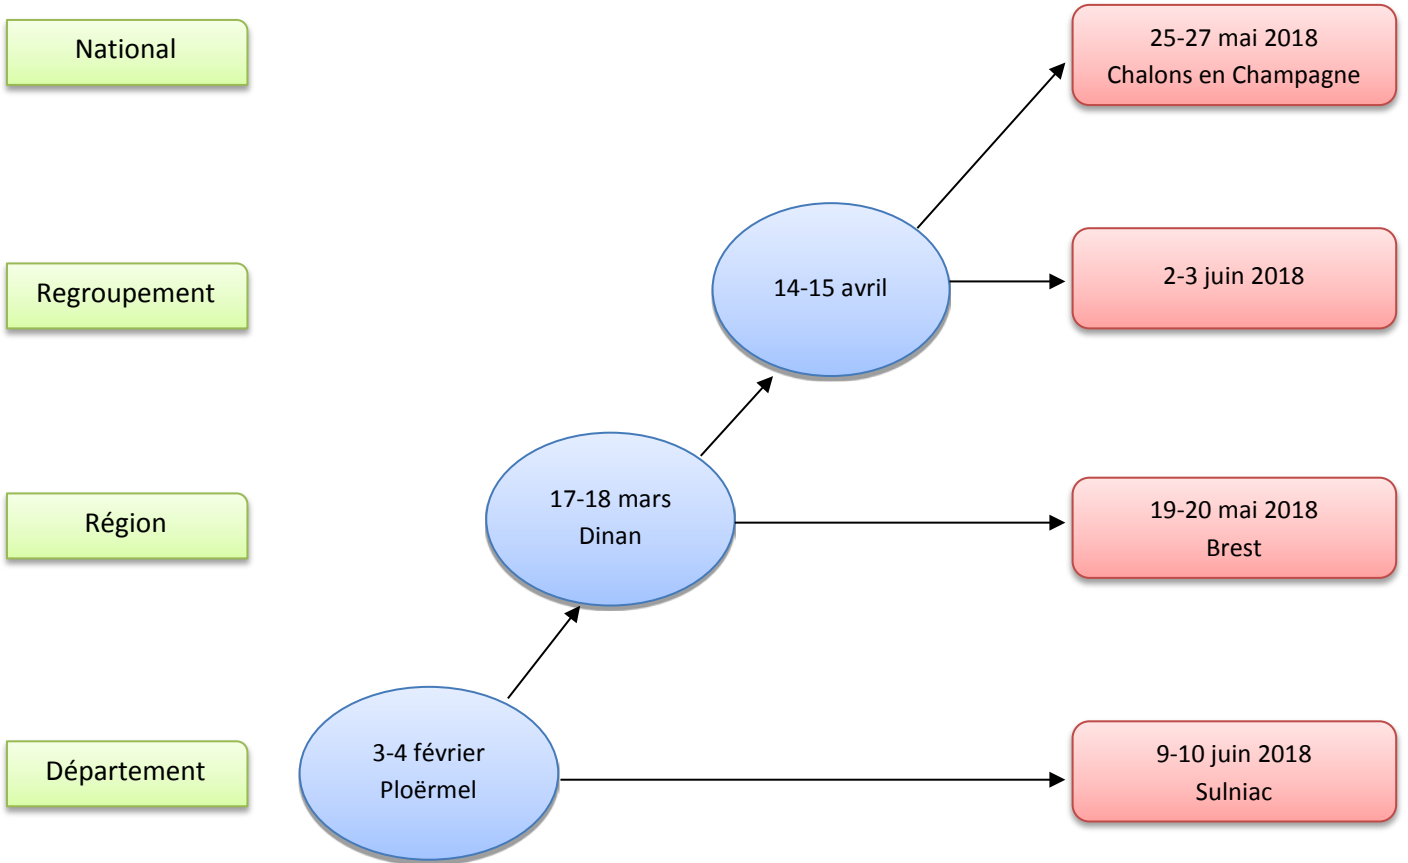 National
25-27 mai 2018
Chalons en Champagne
Regroupement
14-15 avril
2-3 juin 2018
Région
17-18 mars
Dinan
19-20 mai 2018
Brest
Département
3-4 février
Ploërmel
9-10 juin 2018
Sulniac